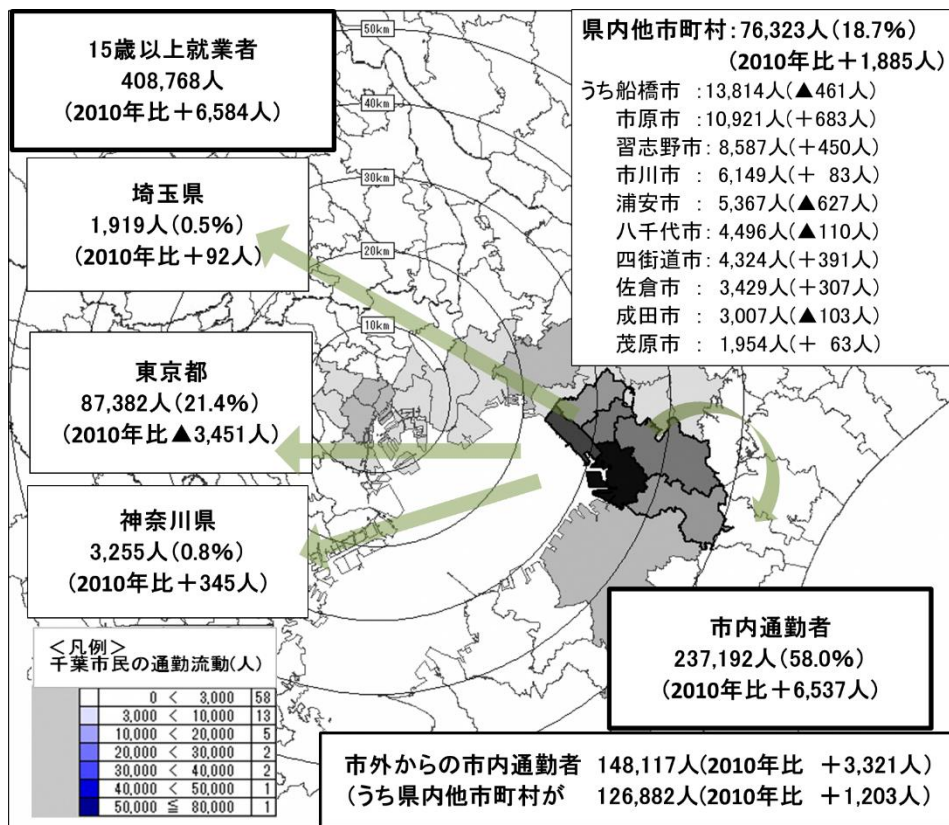 15歳以上就業者
408,768人
(2010年比+6,584人)
埼玉県
1,919人(0.5%)
(2010年比+92人)
東京都
87,382人(21.4%)
(2010年比▲3,451人)
神奈川県
3,255人(0.8%)
(2010年比+345人)
50km
40km
30km
20km
10km
県内他市町村:76,323人(18.7%)
(2010年比+1,885人)
うち船橋市 :13,814人(▲461人)
市原市 :10,921人(+683人)
習志野市: 8,587人(+450人)
市川市 : 6,149人(+ 83人)
浦安市 : 5,367人(▲627人)
八千代市: 4,496人(▲110人)
四街道市: 4,324人(+391人)
佐倉市 : 3,429人(+307人)
成田市 : 3,007人(▲103人)
茂原市 : 1,954人(+ 63人)
市内通勤者
237,192人(58.0%)
(2010年比+6,537人)
<凡例>
千葉市民の通勤流動(人)
0 < 3,000 58
3,000 < 10,000 13
10,000 < 20,000 5
20,000 < 30,000 2
30,000 < 40,000 2
40,000 < 50,000 1
50,000 ≦ 80,000 1
市外からの市内通勤者 148,117人(2010年比 +3,321人)
(うち県内他市町村が 126,882人(2010年比 +1,203人)